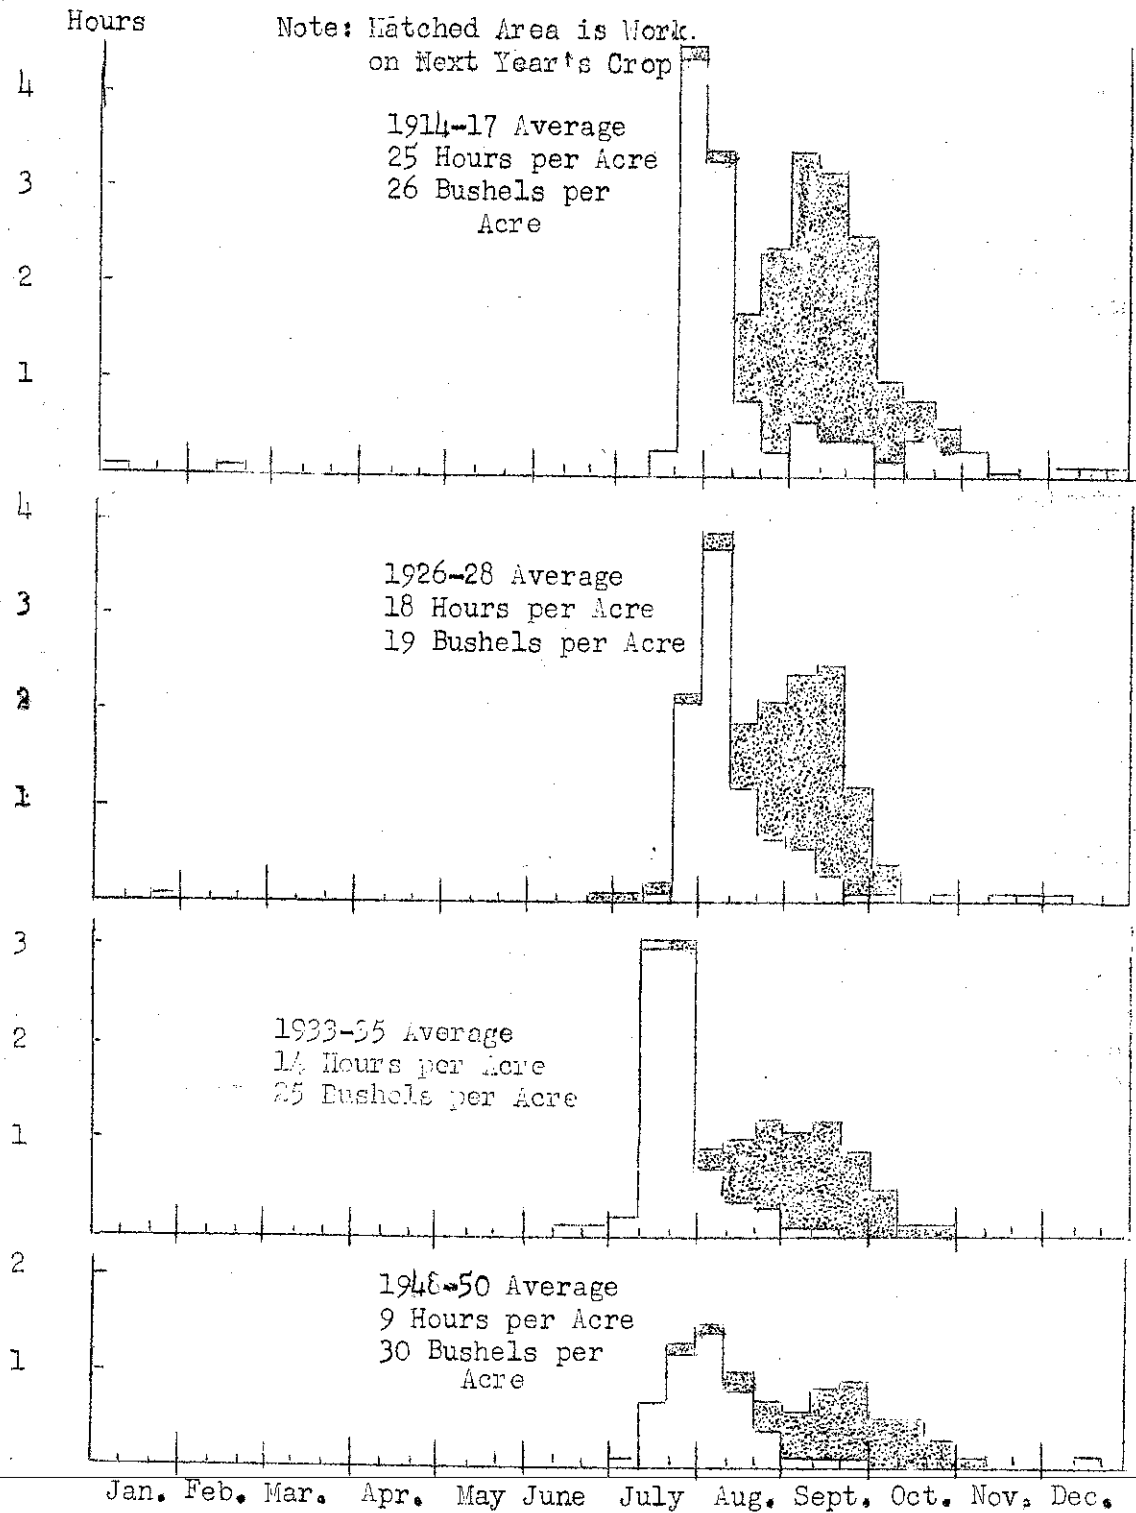 Hours
Note: Hatched Area is Work.
on Next Year's Crop
4
1914-17 Average
25 Hours per Acre
3
26 Bushels per
Acre
2
1
4
1926-28 Average
3
18 Hours per Acre
19 Bushels per Acre
2
1
3
2
1933-35 Average
14 Hours per Acre
25 Bushels per Acre
1
2
1948-50 Average
9 Hours per Acre
1
30 Bushels per
Acre
Jan. Feb. Mar. Apr. May June July Aug. Sept. Oct. Nov. Dec.